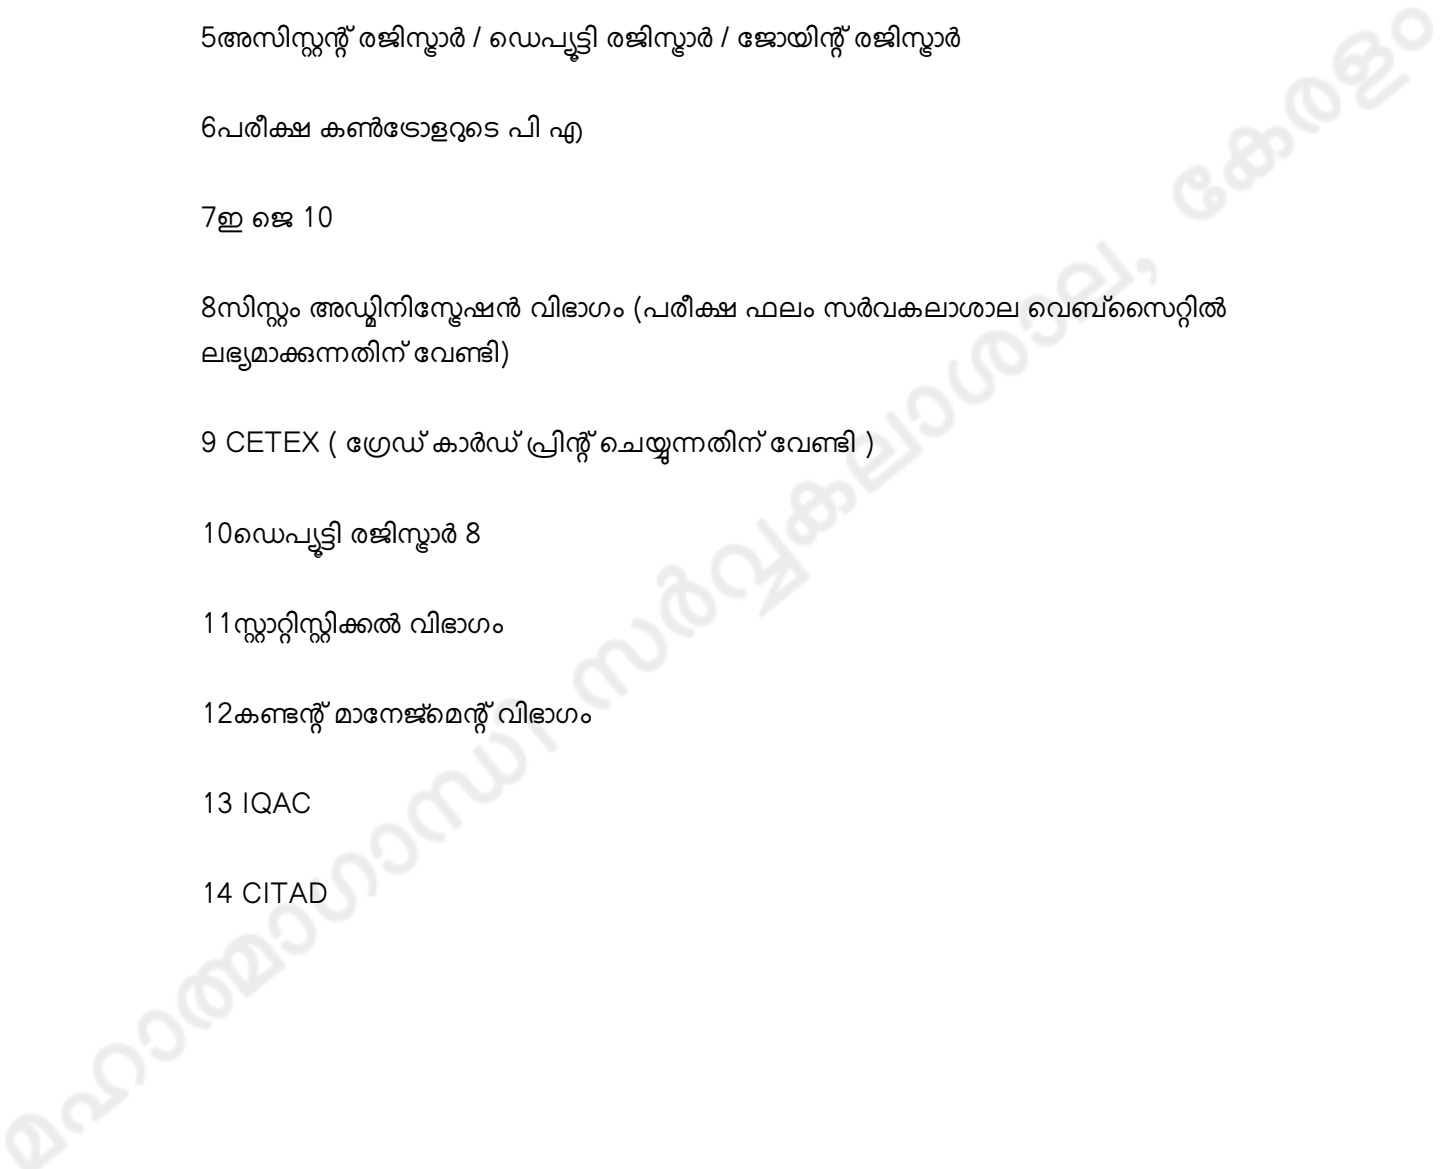 5അസിസ്റ്റന്റ് രജിസ്ട്രാർ / ഡെപ്യൂട്ടി രജിസ്ട്രാർ / ജോയിന്റ് രജിസ്ട്രാർ
6പരീക്ഷ കൺട്രോളറുടെ പി എ
7ഇ ജെ 10
8സിസ്റ്റം അഡ്മിനിസ്ട്രേഷൻ വിഭാഗം (പരീക്ഷ ഫലം സർവകലാശാല വെബ്സൈറ്റിൽ
ലഭ്യമാക്കുന്നതിന് വേണ്ടി)
9 CETEX ( ഗ്രേഡ് കാർഡ് പ്രിന്റ് ചെയ്യുന്നതിന് വേണ്ടി )
10ഡെപ്യൂട്ടി രജിസ്ട്രാർ 8
11സ്റ്റാറ്റിസ്റ്റിക്കൽ വിഭാഗം
12കണ്ടന്റ് മാനേജ്മെന്റ് വിഭാഗം
13 IQAC
14 CITAD
മഹാത്മാഗാന്ധി സർവ്വകലാശാല, കേരളം